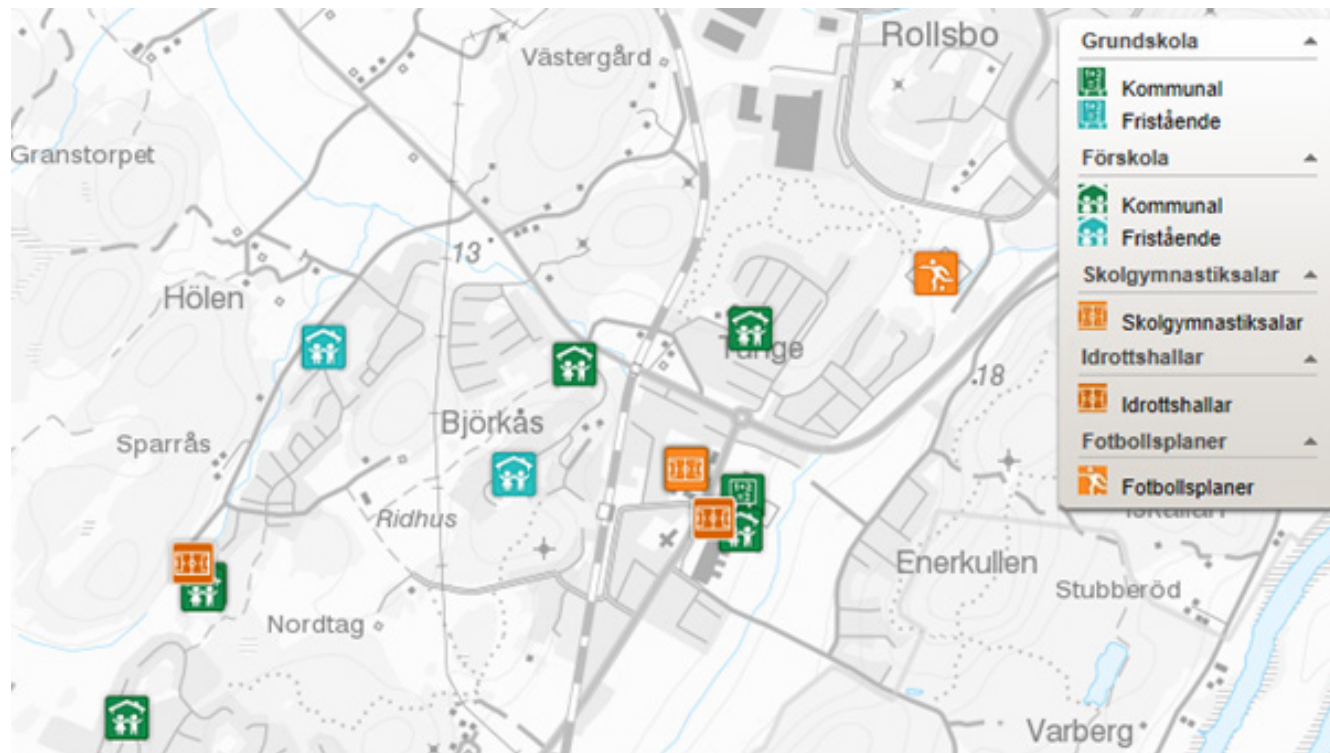 Rollsbo
Västergård
Granstorpet
13
Hölen
Tunge
18
Björkås
Sparrås
Ridhus
Enerkullen
Stubberöd
Nordtag
Varberg
Grundskola
Kommunal
Fristående
Förskola
Kommunal
Fristående
Skolgymnastiksalar
Skolgymnastiksalar
Idrottshallar
Idrottshallar
Fotbollsplaner
Fotbollsplaner